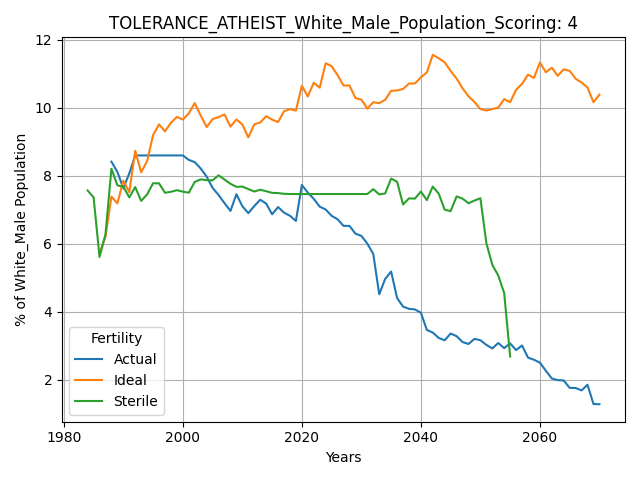 TOLERANCE_ATHEIST_White_Male_Population_Scoring: 4
% of White_Male Population
12
10
8
6
4
2
Fertility
Actual
Ideal
Sterile
1980 2000 2020 2040 2060
Years